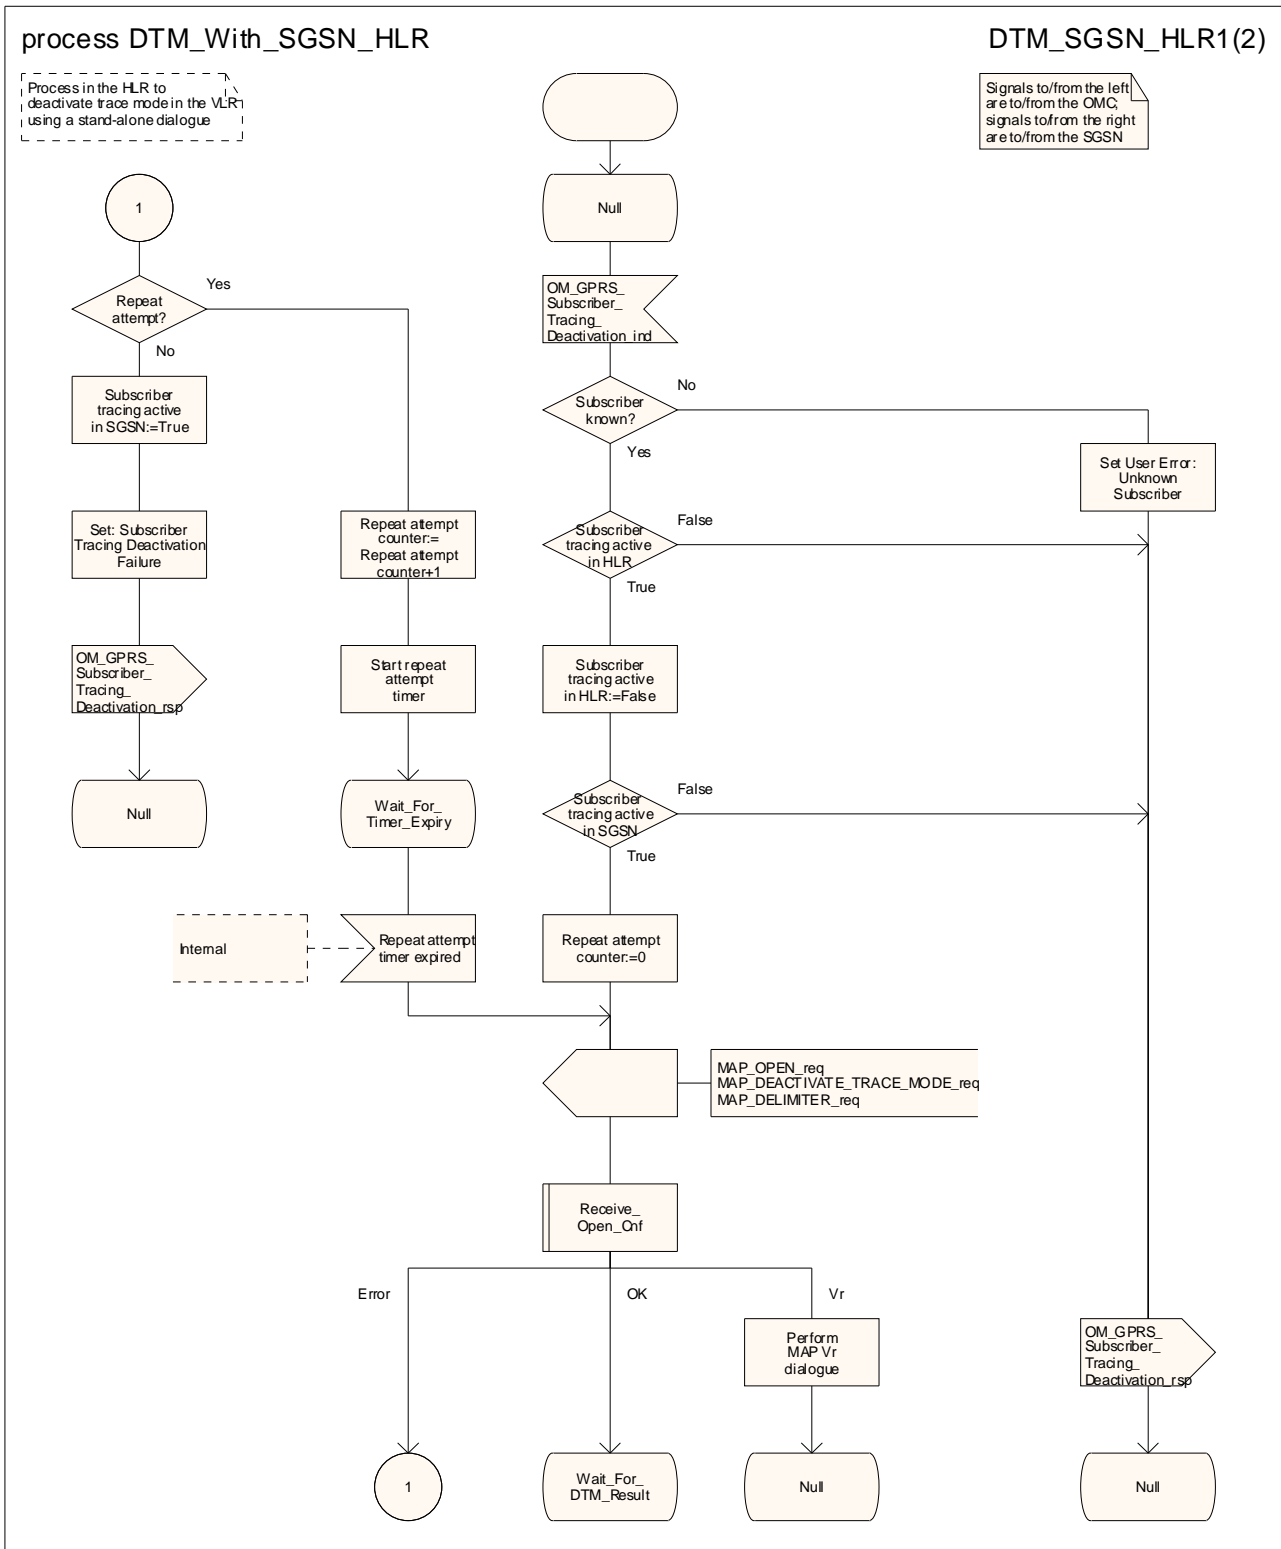 process DTM_With_SGSN_HLR
DTM_SGSN_HLR1(2)
Process in the HLR to
deactivate trace mode in the VLR
using a stand-alone dialogue
Signals to/from the left
are to/from the OMC;
signals to/from the right
are to/from the SGSN
1
Null
Yes
Repeat
attempt?
No
OM_GPRS_
Subscriber_
Tracing_
Deactivation_ind
Subscriber
tracing active
in SGSN:=True
No
Subscriber
known?
Yes
Set User Error:
Unknown
Subscriber
Set: Subscriber
Tracing Deactivation
Failure
Repeat attempt
counter:=
Repeat attempt
counter+1
False
Subscriber
tracing active
in HLR
True
OM_GPRS_
Subscriber_
Tracing_
Deactivation_rsp
Start repeat
attempt
timer
Subscriber
tracing active
in HLR:=False
Null
Wait_For_
Timer_Expiry
False
Subscriber
tracing active
in SGSN
True
Internal
Repeat attempt
timer expired
Repeat attempt
counter:=0
MAP_OPEN_req
MAP_DEACTIVATE_TRACE_MODE_req
MAP_DELIMITER_req
Receive_
Open_Cnf
Error
OK
Vr
Perform
MAP Vr
dialogue
OM_GPRS_
Subscriber_
Tracing_
Deactivation_rsp
1
Wait_For_
DTM_Result
Null
Null